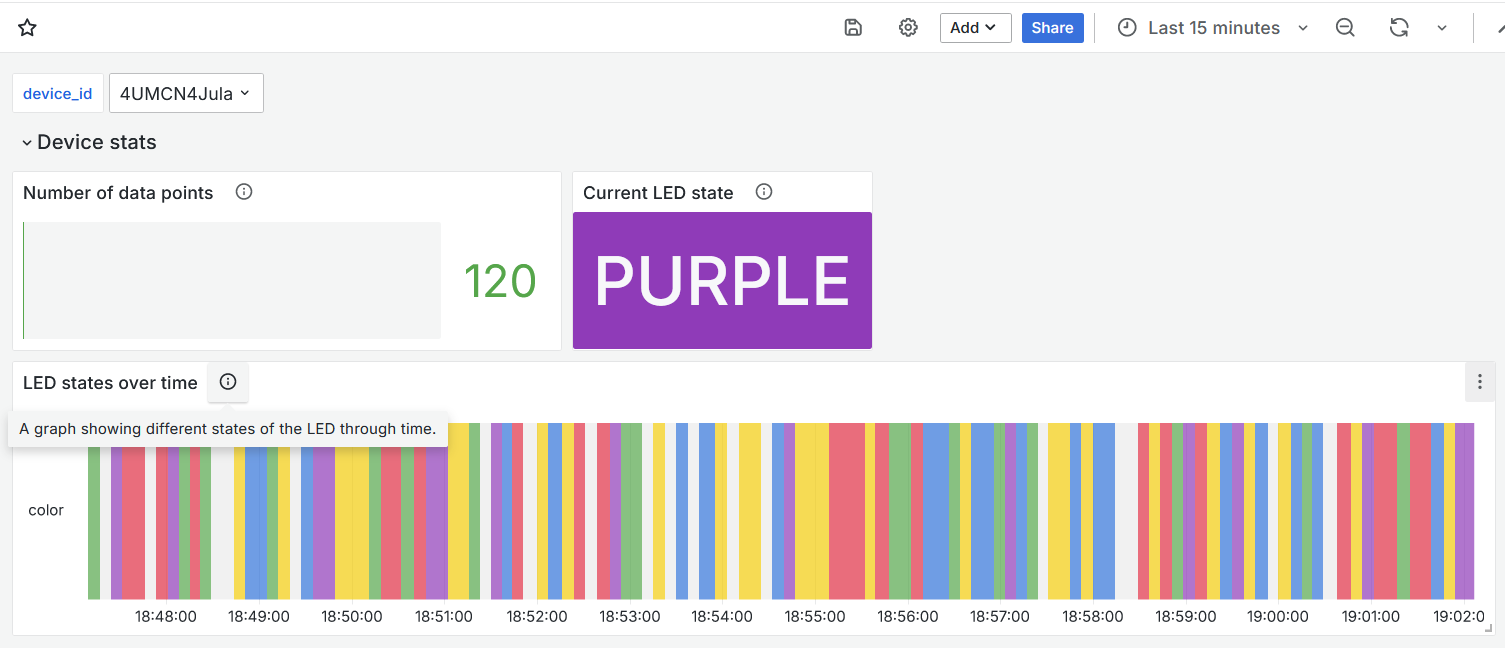 Add
Share
Last 15 minutes
device_id
4UMCN4Jula
Device stats
Number of data points
Current LED state
120
PURPLE
LED states over time
A graph showing different states of the LED through time.
color
18:48:00 18:49:00 18:50:00 18:51:00 18:52:00 18:53:00 18:54:00 18:55:00 18:56:00 18:57:00 18:58:00 18:59:00 19:00:00 19:01:00 19:02:0